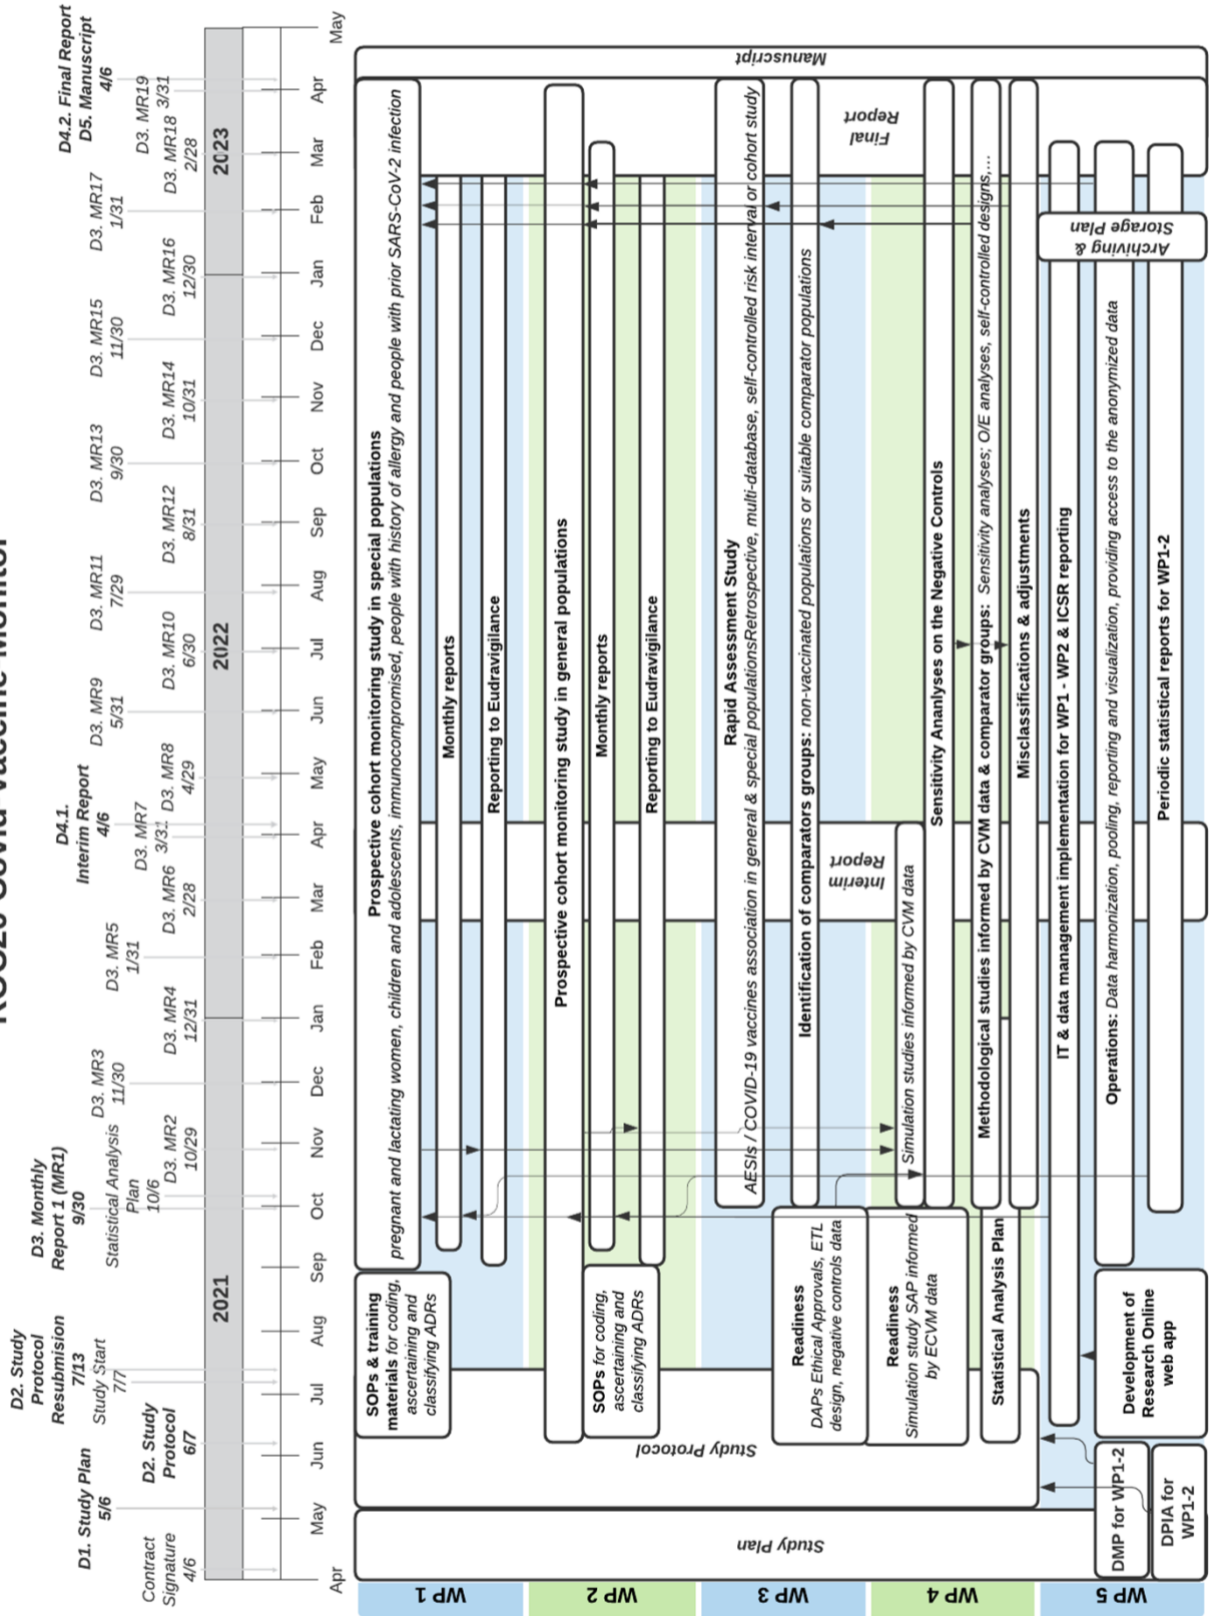 D1. Study Plan
5/6
D2. Study
Protocol
Resubmision
7/13
D3. Monthly
Report 1 (MR1)
9/30
D4.1.
Interim Report
4/6
D4.2. Final Report
D5. Manuscript
4/6
Contract
Signature
4/6
D2. Study
Protocol
6/7
Study Start
7/7
Statistical Analysis
Plan
10/6
D3. MR2
10/29
D3. MR3
11/30
D3. MR4
12/31
D3. MR5
1/31
D3. MR6
2/28
D3. MR7
3/31
D3. MR8
4/29
D3. MR9
5/31
D3. MR10
6/30
D3. MR11
7/29
D3. MR12
8/31
D3. MR13
9/30
D3. MR14
10/31
D3. MR15
11/30
D3. MR16
12/30
D3. MR17
1/31
D3. MR18
2/28
D3. MR19
3/31
2021
2022
2023
Apr
May
Jun
Jul
Aug
Sep
Oct
Nov
Dec
Jan
Feb
Mar
Apr
May
Jun
Jul
Aug
Sep
Oct
Nov
Dec
Jan
Feb
Mar
Apr
May
WP 1
SOPs & training
materials for coding,
ascertaining and
classifying ADRs
Prospective cohort monitoring study in special populations
pregnant and lactating women, children and adolescents, immunocompromised, people with history of allergy and people with prior SARS-CoV-2 infection
Monthly reports
Reporting to Eudravigilance
WP 2
Prospective cohort monitoring study in general populations
SOPs for coding,
ascertaining and
classifying ADRs
Monthly reports
Reporting to Eudravigilance
WP 3
Rapid Assessment Study
AESIs / COVID-19 vaccines association in general & special populationsRetrospective, multi-database, self-controlled risk interval or cohort study
Readiness
DAPs Ethical Approvals, ETL
design, negative controls data
Identification of comparators groups: non-vaccinated populations or suitable comparator populations
WP 4
Readiness
Simulation study SAP informed
by ECVM data
Simulation studies informed by CVM data
Sensitivity Ananlyses on the Negative Controls
Statistical Analysis Plan
Methodological studies informed by CVM data & comparator groups: Sensitivity analyses; O/E analyses, self-controlled designs,...
Misclassifications & adjustments
WP 5
IT & data management implementation for WP1 - WP2 & ICSR reporting
DMP for WP1-2
DPIA for
WP1-2
Development of
Research Online
web app
Operations: Data harmonization, pooling, reporting and visualization, providing access to the anonymized data
Periodic statistical reports for WP1-2
Study Plan
Study Protocol
Interim
Report
Final
Report
Archiving &
Storage Plan
Manuscript